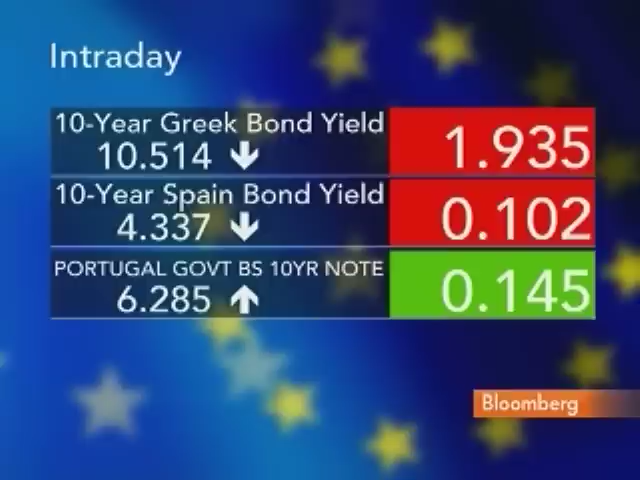 Intraday
10-Year Greek Bond Yield
10.514 ↓ 1.935
10-Year Spain Bond Yield
4.337 ↓ 0.102
PORTUGAL GOVT BS 10YR NOTE
6.285 ↑ 0.145
Bloomberg